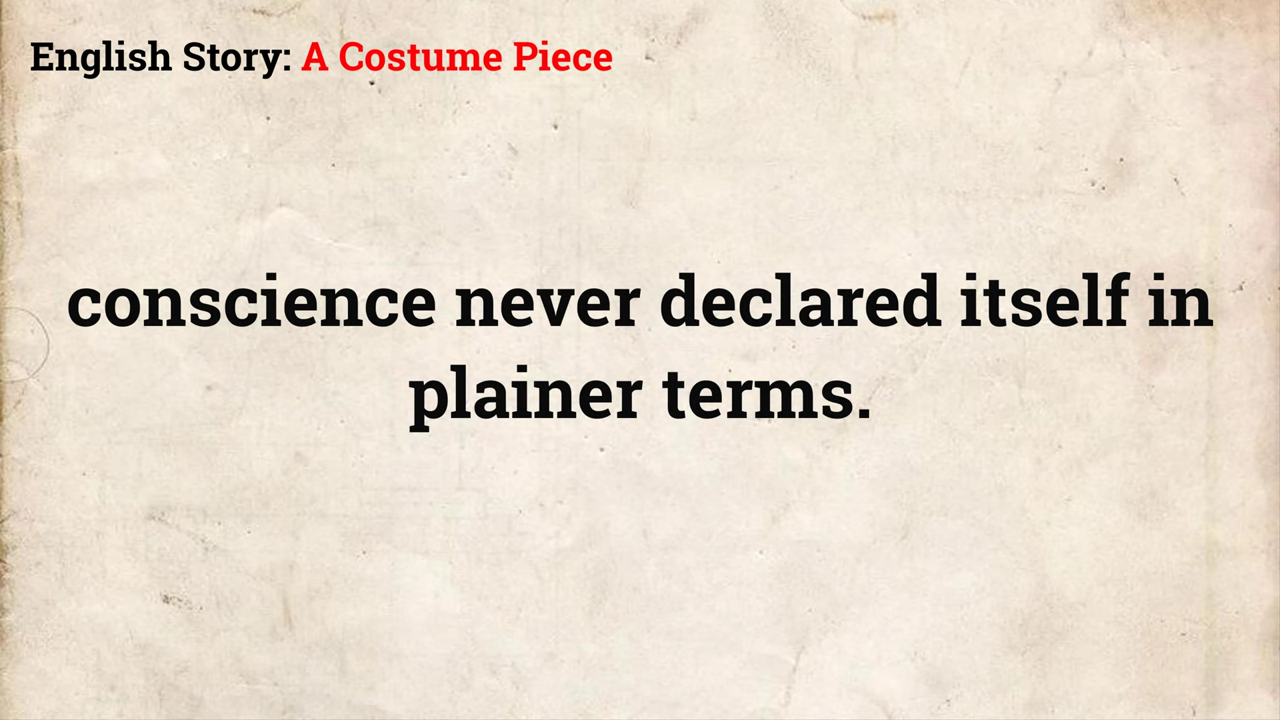 English Story: A Costume Piece
conscience never declared itself in
plainer terms.